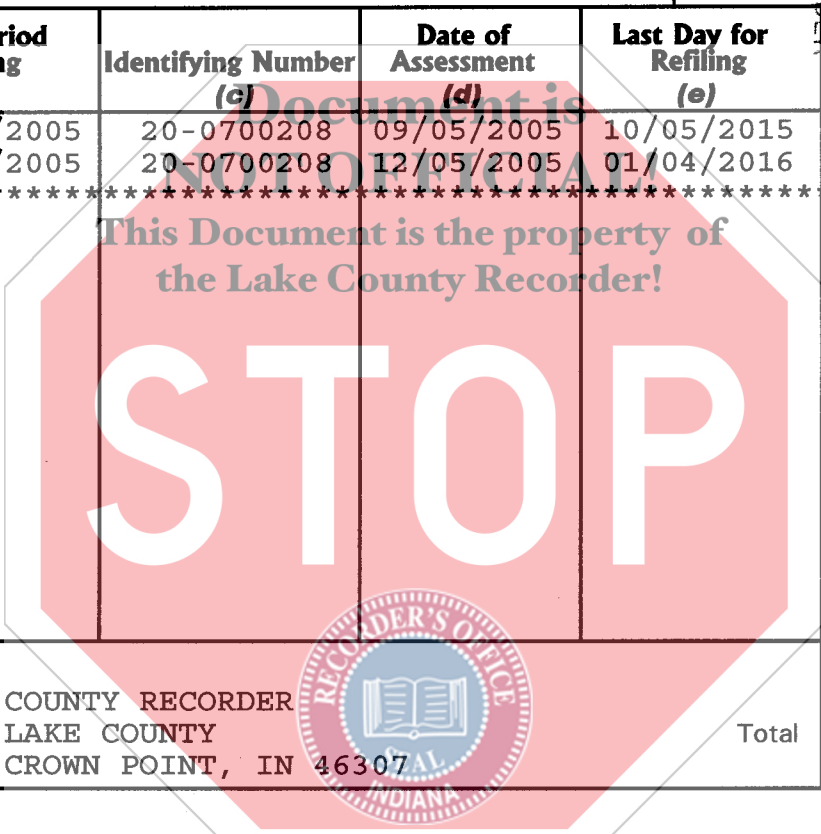 riod Identifying Number Date of Last Day for
g Assessment Refiling
(c) (d) (e)
Document is
2005 20-0700208 09/05/2005 10/05/2015
2005 20-0700208 12/05/2005 01/04/2016
NOT OFFICIAL!
************************************************
This Document is the property of
the Lake County Recorder!
STOP
RECORDER'S OFFICE
SEAL
INDIANA
COUNTY RECORDER
LAKE COUNTY Total
CROWN POINT, IN 46307